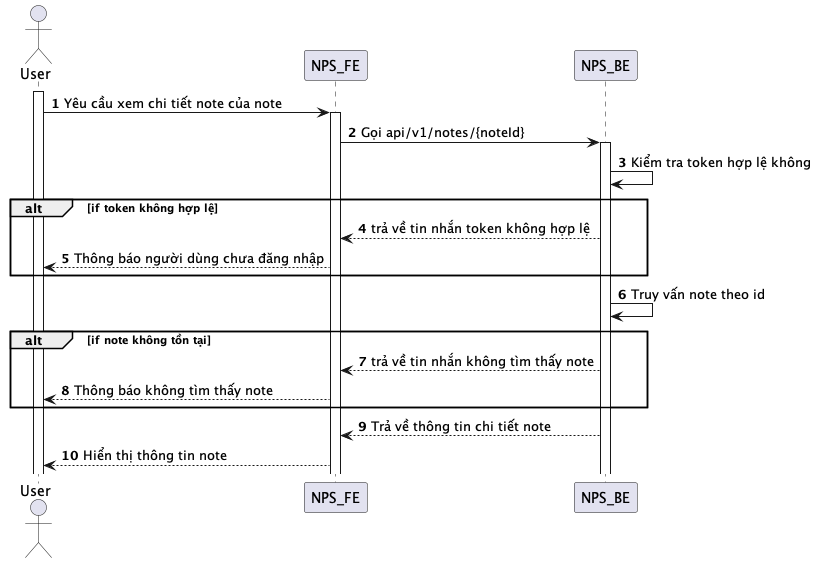 User
NPS_FE
NPS_BE
1 Yêu cầu xem chi tiết note của note
2 Gọi api/v1/notes/{noteId}
3 Kiểm tra token hợp lệ không
alt [if token không hợp lệ]
4 trả về tin nhắn token không hợp lệ
5 Thông báo người dùng chưa đăng nhập
6 Truy vấn note theo id
alt [if note không tồn tại]
7 trả về tin nhắn không tìm thấy note
8 Thông báo không tìm thấy note
9 Trả về thông tin chi tiết note
10 Hiển thị thông tin note
User
NPS_FE
NPS_BE